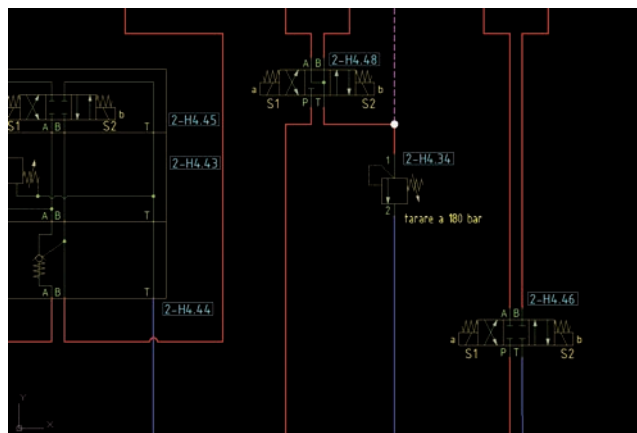 A B
2-H4.48
a
b
S1
P T
S2
b
S1
A B
S2
T
2-H4.45
2-H4.43
1
2-H4.34
2
tarare a 180 bar
A B
T
A B
T
2-H4.44
A B
2-H4.46
a
b
S1
P T
S2
Y
X